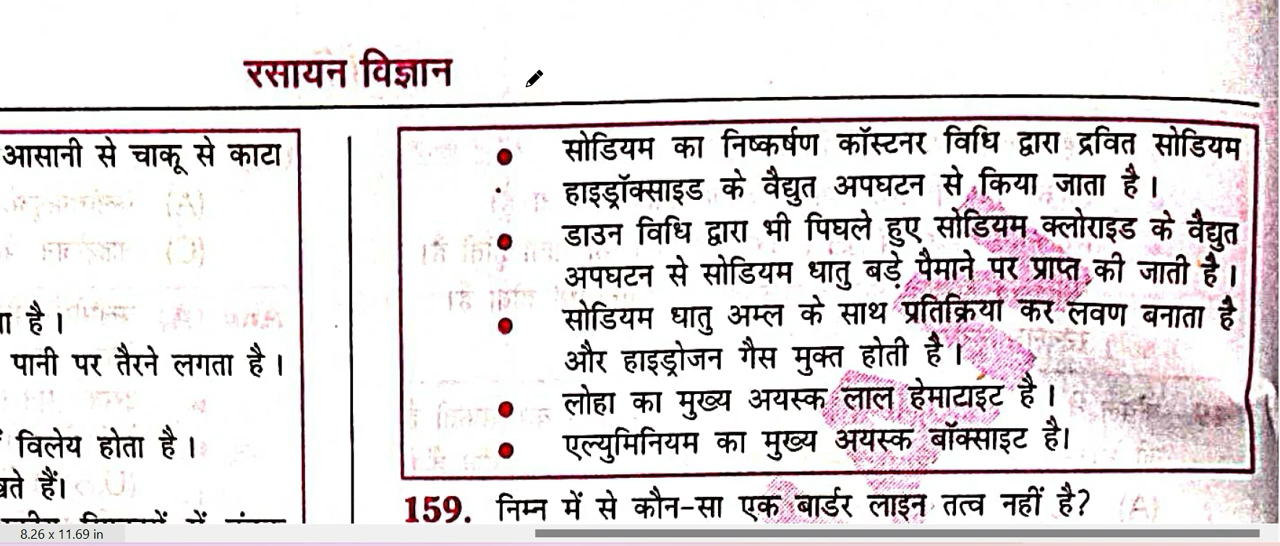 रसायन विज्ञान
आसानी से चाकू से काटा
है।
पानी पर तैरने लगता है।
विलेय होता है।
हैं।
सोडियम का निष्कर्षण कॉस्टनर विधि द्वारा द्रवित सोडियम
हाइड्रॉक्साइड के वैद्युत अपघटन से किया जाता है।
डाउन विधि द्वारा भी पिघले हुए सोडियम क्लोराइड के वैद्युत
अपघटन से सोडियम धातु बड़े पैमाने पर प्राप्त की जाती है।
सोडियम धातु अम्ल के साथ प्रतिक्रिया कर लवण बनाता है
और हाइड्रोजन गैस मुक्त होती है।
लोहा का मुख्य अयस्क लाल हेमाटाइट है।
एल्युमिनियम का मुख्य अयस्क बॉक्साइट है।
159. निम्न में से कौन-सा एक बार्डर लाइन तत्व नहीं है?
8.26 x 11.69 in